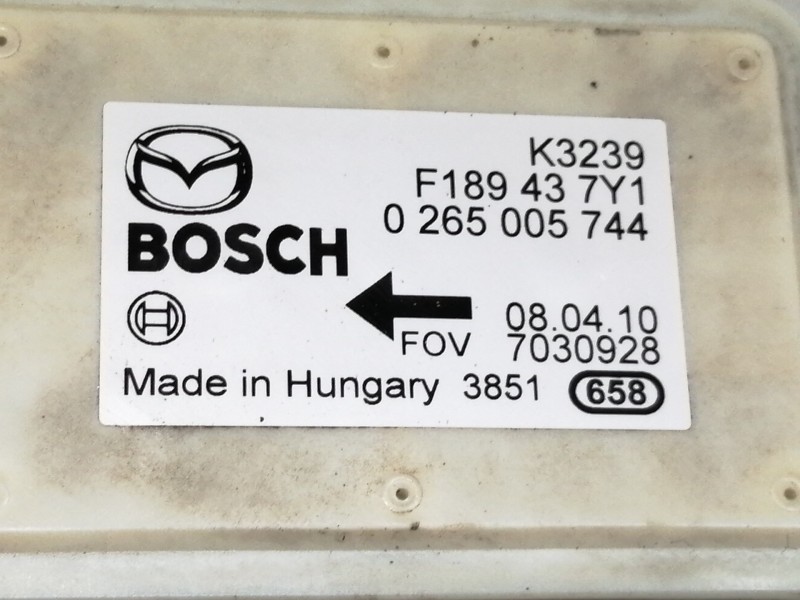 K3239
F189 43 7Y1
0 265 005 744
BOSCH
08.04.10
FOV 7030928
Made in Hungary 3851 658